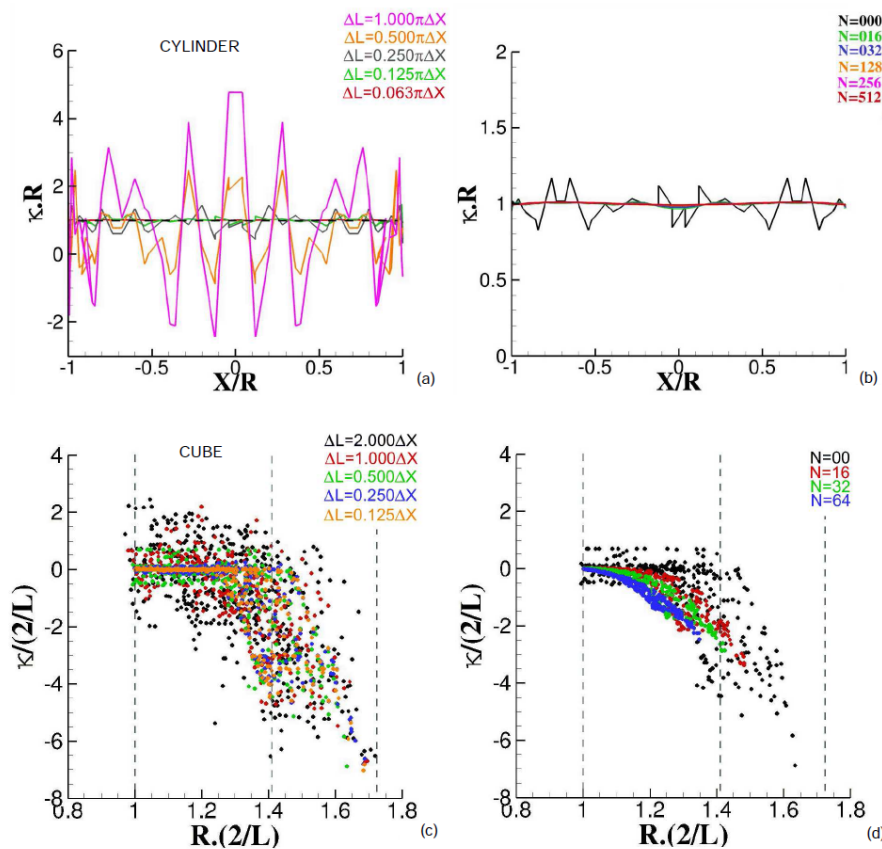 CYLINDER
ΔL=1.000πΔX
ΔL=0.500πΔX
ΔL=0.250πΔX
ΔL=0.125πΔX
ΔL=0.063πΔX
6
4
2
0
-2
κ.R
-1
-0.5
0
0.5
1
X/R
(a)
N=000
N=016
N=032
N=128
N=256
N=512
2
1.5
1
0.5
0
κ.R
-1
-0.5
0
0.5
1
X/R
(b)
CUBE
ΔL=2.000ΔX
ΔL=1.000ΔX
ΔL=0.500ΔX
ΔL=0.250ΔX
ΔL=0.125ΔX
4
2
0
-2
-4
-6
-8
κ/(2/L)
0.8
1
1.2
1.4
1.6
1.8
R.(2/L)
(c)
N=00
N=16
N=32
N=64
4
2
0
-2
-4
-6
-8
κ/(2/L)
0.8
1
1.2
1.4
1.6
1.8
R.(2/L)
(d)